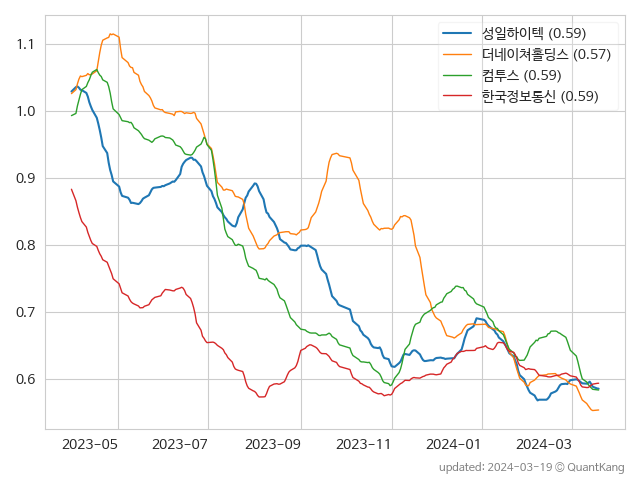 성일하이텍 (0.59)
더네이쳐홀딩스 (0.57)
컴투스 (0.59)
한국정보통신 (0.59)
1.1
1.0
0.9
0.8
0.7
0.6
2023-05 2023-07 2023-09 2023-11 2024-01 2024-03
updated: 2024-03-19 © QuantKang